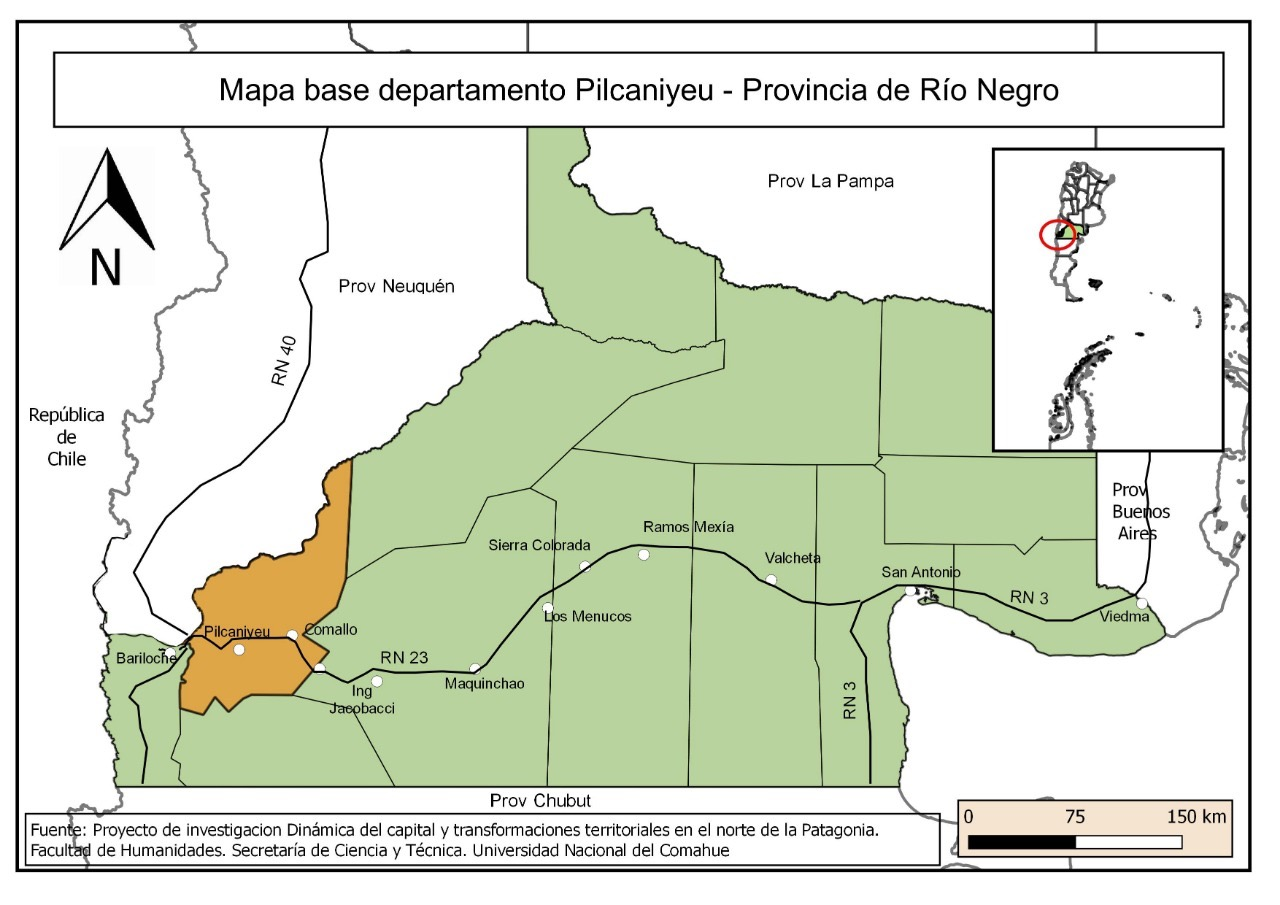 Mapa base departamento Pilcaniyeu - Provincia de Río Negro
N
Prov La Pampa
Prov Neuquén
RN 40
República
de
Chile
Prov
Buenos
Aires
Ramos Mexía
Sierra Colorada
Valcheta
San Antonio
RN 3
Viedma
Los Menucos
Pilcaniyeu
Comallo
Bariloche
RN 23
Maquinchao
Ing
Jacobacci
RN 3
Prov Chubut
Fuente: Proyecto de investigacion Dinámica del capital y transformaciones territoriales en el norte de la Patagonia.
Facultad de Humanidades. Secretaría de Ciencia y Técnica. Universidad Nacional del Comahue
0 75 150 km